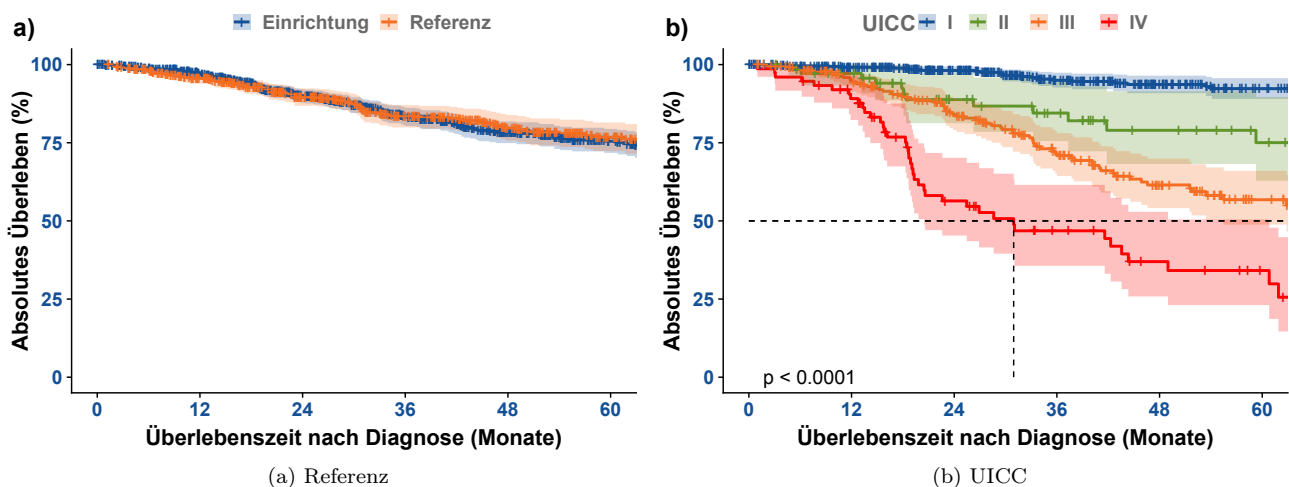 a)
Einrichtung Referenz
Absolutes Überleben (%)
100
75
50
25
0
0 12 24 36 48 60
Überlebenszeit nach Diagnose (Monate)
(a) Referenz
b)
UICC I II III IV
Absolutes Überleben (%)
100
75
50
25
0
p < 0.0001
0 12 24 36 48 60
Überlebenszeit nach Diagnose (Monate)
(b) UICC